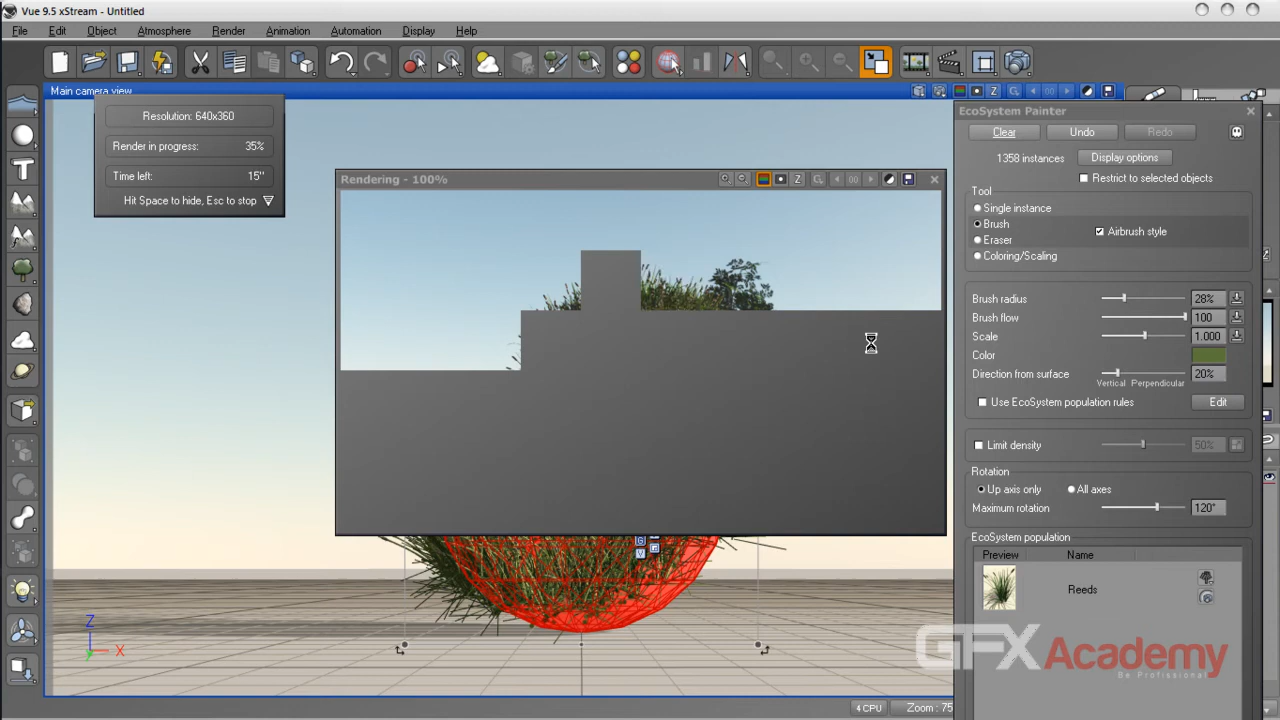 Vue 9.5 xStream - Untitled
File Edit Object Atmosphere Render Animation Automation Display Help
Main camera view
Resolution: 640x360
Render in progress: 35%
Time left: 15''
Hit Space to hide, Esc to stop
Rendering - 100%
EcoSystem Painter
Clear Undo Redo
1358 instances Display options
Restrict to selected objects
Tool
Single instance
Brush
Airbrush style
Eraser
Coloring/Scaling
Brush radius 28%
Brush flow 100
Scale 1.000
Color
Direction from surface 20%
Vertical Perpendicular
Use EcoSystem population rules Edit
Limit density 50%
Rotation
Up axis only All axes
Maximum rotation 120°
EcoSystem population
Preview Name
Reeds
G
V
Z
X
Y
GFXAcademy
Be Proffisional
4 CPU Zoom : 75